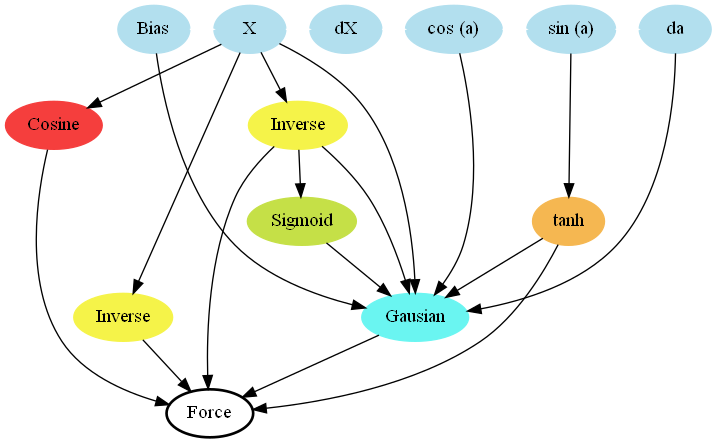 Bias
X
dX
cos (a)
sin (a)
da
Cosine
Inverse
Sigmoid
tanh
Inverse
Gausian
Force